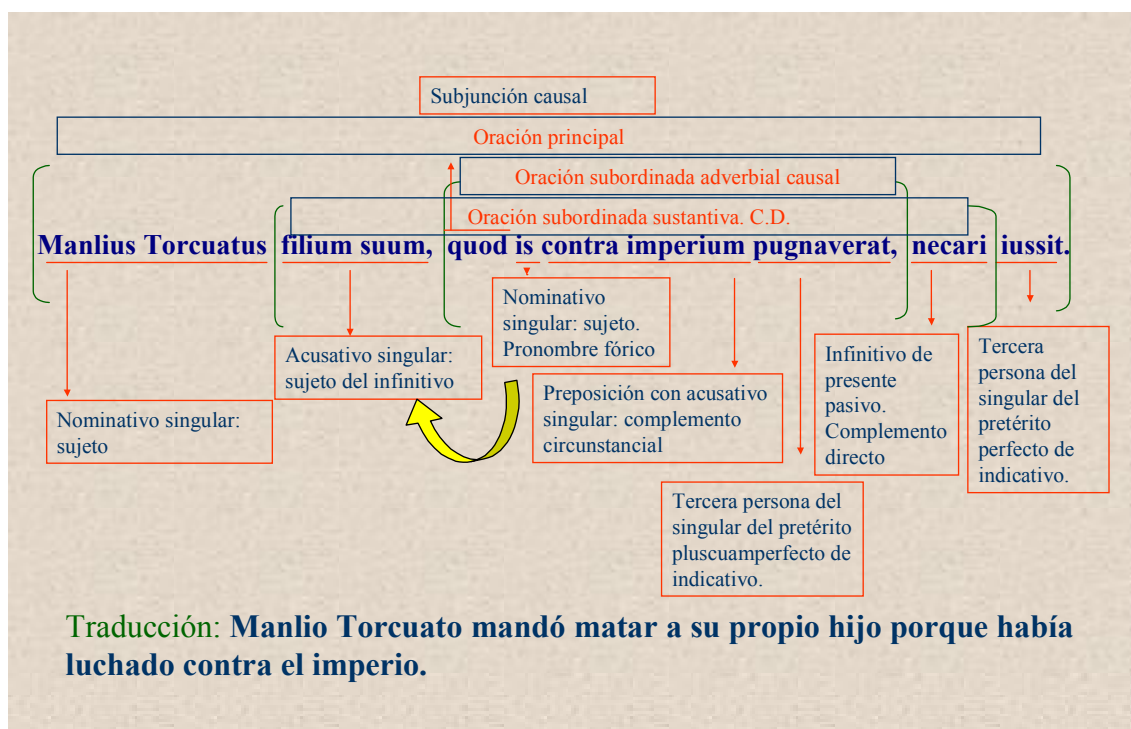 Subjunción causal
Oración principal
Oración subordinada adverbial causal
Oración subordinada sustantiva. C.D.
Manlius Torcuatus filium suum, quod is contra imperium pugnaverat, necari iussit.
Nominativo singular:
sujeto
Acusativo singular:
sujeto del infinitivo
Nominativo
singular: sujeto.
Pronombre fórico
Preposición con acusativo
singular: complemento
circunstancial
Tercera persona del
singular del pretérito
pluscuamperfecto de
indicativo.
Infinitivo de
presente
pasivo.
Complemento
directo
Tercera
persona del
singular del
pretérito
perfecto de
indicativo.
Traducción: Manlio Torcuato mandó matar a su propio hijo porque había
luchado contra el imperio.